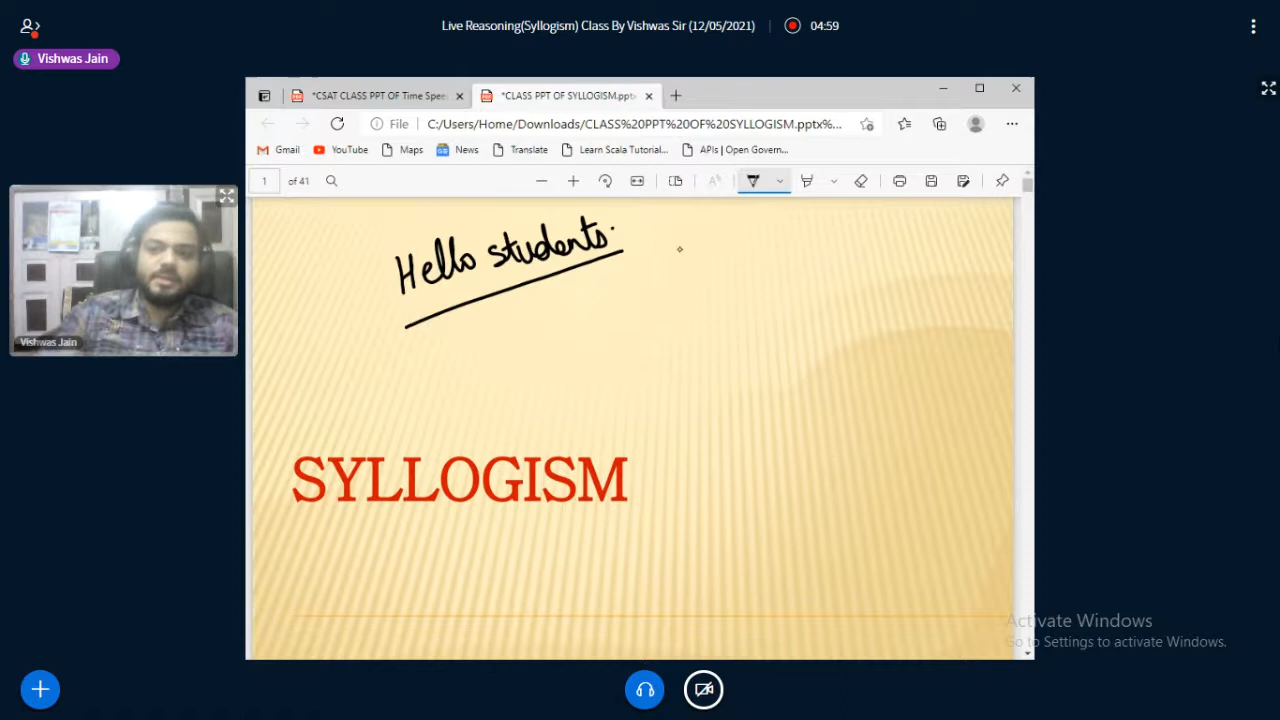 Live Reasoning(Syllogism) Class By Vishwas Sir (12/05/2021)
04:59
Vishwas Jain
*CSAT CLASS PPT OF Time Spee
*CLASS PPT OF SYLLOGISM.ppt
File
C:/Users/Home/Downloads/CLASS%20PPT%20OF%20SYLLOGISM.pptx%...
Gmail
YouTube
Maps
News
Translate
Learn Scala Tutorial...
APIs | Open Govern...
1 of 41
Hello students.
Vishwas Jain
SYLLOGISM
Activate Windows
Go to Settings to activate Windows.